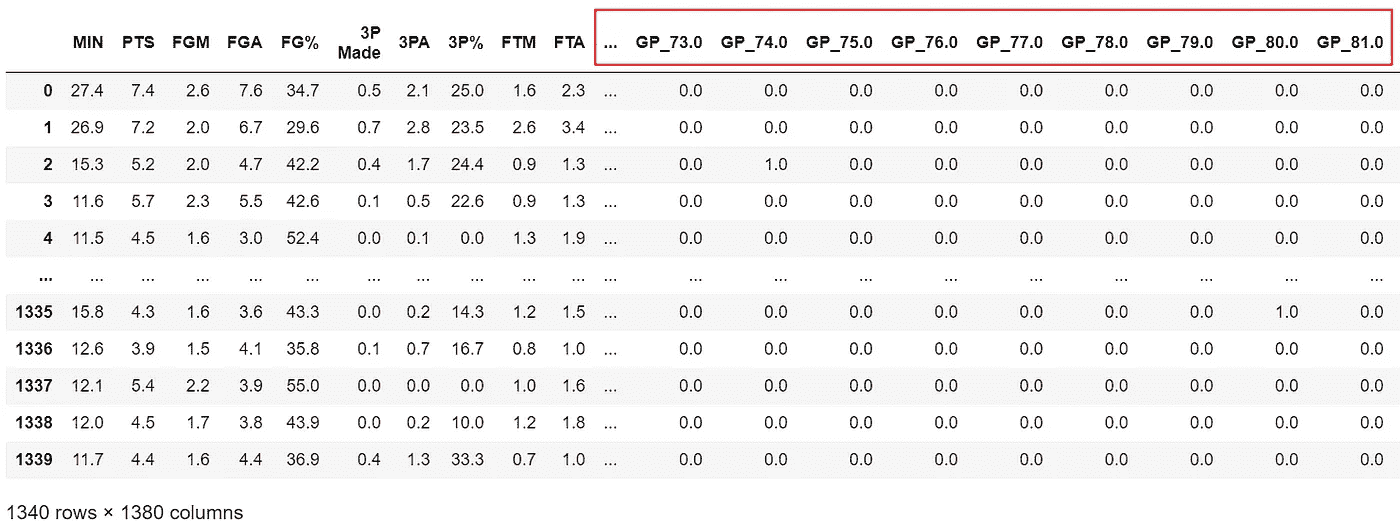 MIN PTS FGM FGA FG% 3P Made 3PA 3P% FTM FTA ... GP_73.0 GP_74.0 GP_75.0 GP_76.0 GP_77.0 GP_78.0 GP_79.0 GP_80.0 GP_81.0
0 27.4 7.4 2.6 7.6 34.7 0.5 2.1 25.0 1.6 2.3 ... 0.0 0.0 0.0 0.0 0.0 0.0 0.0 0.0 0.0
1 26.9 7.2 2.0 6.7 29.6 0.7 2.8 23.5 2.6 3.4 ... 0.0 0.0 0.0 0.0 0.0 0.0 0.0 0.0 0.0
2 15.3 5.2 2.0 4.7 42.2 0.4 1.7 24.4 0.9 1.3 ... 0.0 1.0 0.0 0.0 0.0 0.0 0.0 0.0 0.0
3 11.6 5.7 2.3 5.5 42.6 0.1 0.5 22.6 0.9 1.3 ... 0.0 0.0 0.0 0.0 0.0 0.0 0.0 0.0 0.0
4 11.5 4.5 1.6 3.0 52.4 0.0 0.1 0.0 1.3 1.9 ... 0.0 0.0 0.0 0.0 0.0 0.0 0.0 0.0 0.0
... ... ... ... ... ... ... ... ... ... ... ... ... ... ... ... ... ... ... ... ...
1335 15.8 4.3 1.6 3.6 43.3 0.0 0.2 14.3 1.2 1.5 ... 0.0 0.0 0.0 0.0 0.0 0.0 0.0 1.0 0.0
1336 12.6 3.9 1.5 4.1 35.8 0.1 0.7 16.7 0.8 1.0 ... 0.0 0.0 0.0 0.0 0.0 0.0 0.0 0.0 0.0
1337 12.1 5.4 2.2 3.9 55.0 0.0 0.0 0.0 1.0 1.6 ... 0.0 0.0 0.0 0.0 0.0 0.0 0.0 0.0 0.0
1338 12.0 4.5 1.7 3.8 43.9 0.0 0.2 10.0 1.2 1.8 ... 0.0 0.0 0.0 0.0 0.0 0.0 0.0 0.0 0.0
1339 11.7 4.4 1.6 4.4 36.9 0.4 1.3 33.3 0.7 1.0 ... 0.0 0.0 0.0 0.0 0.0 0.0 0.0 0.0 0.0
1340 rows × 1380 columns